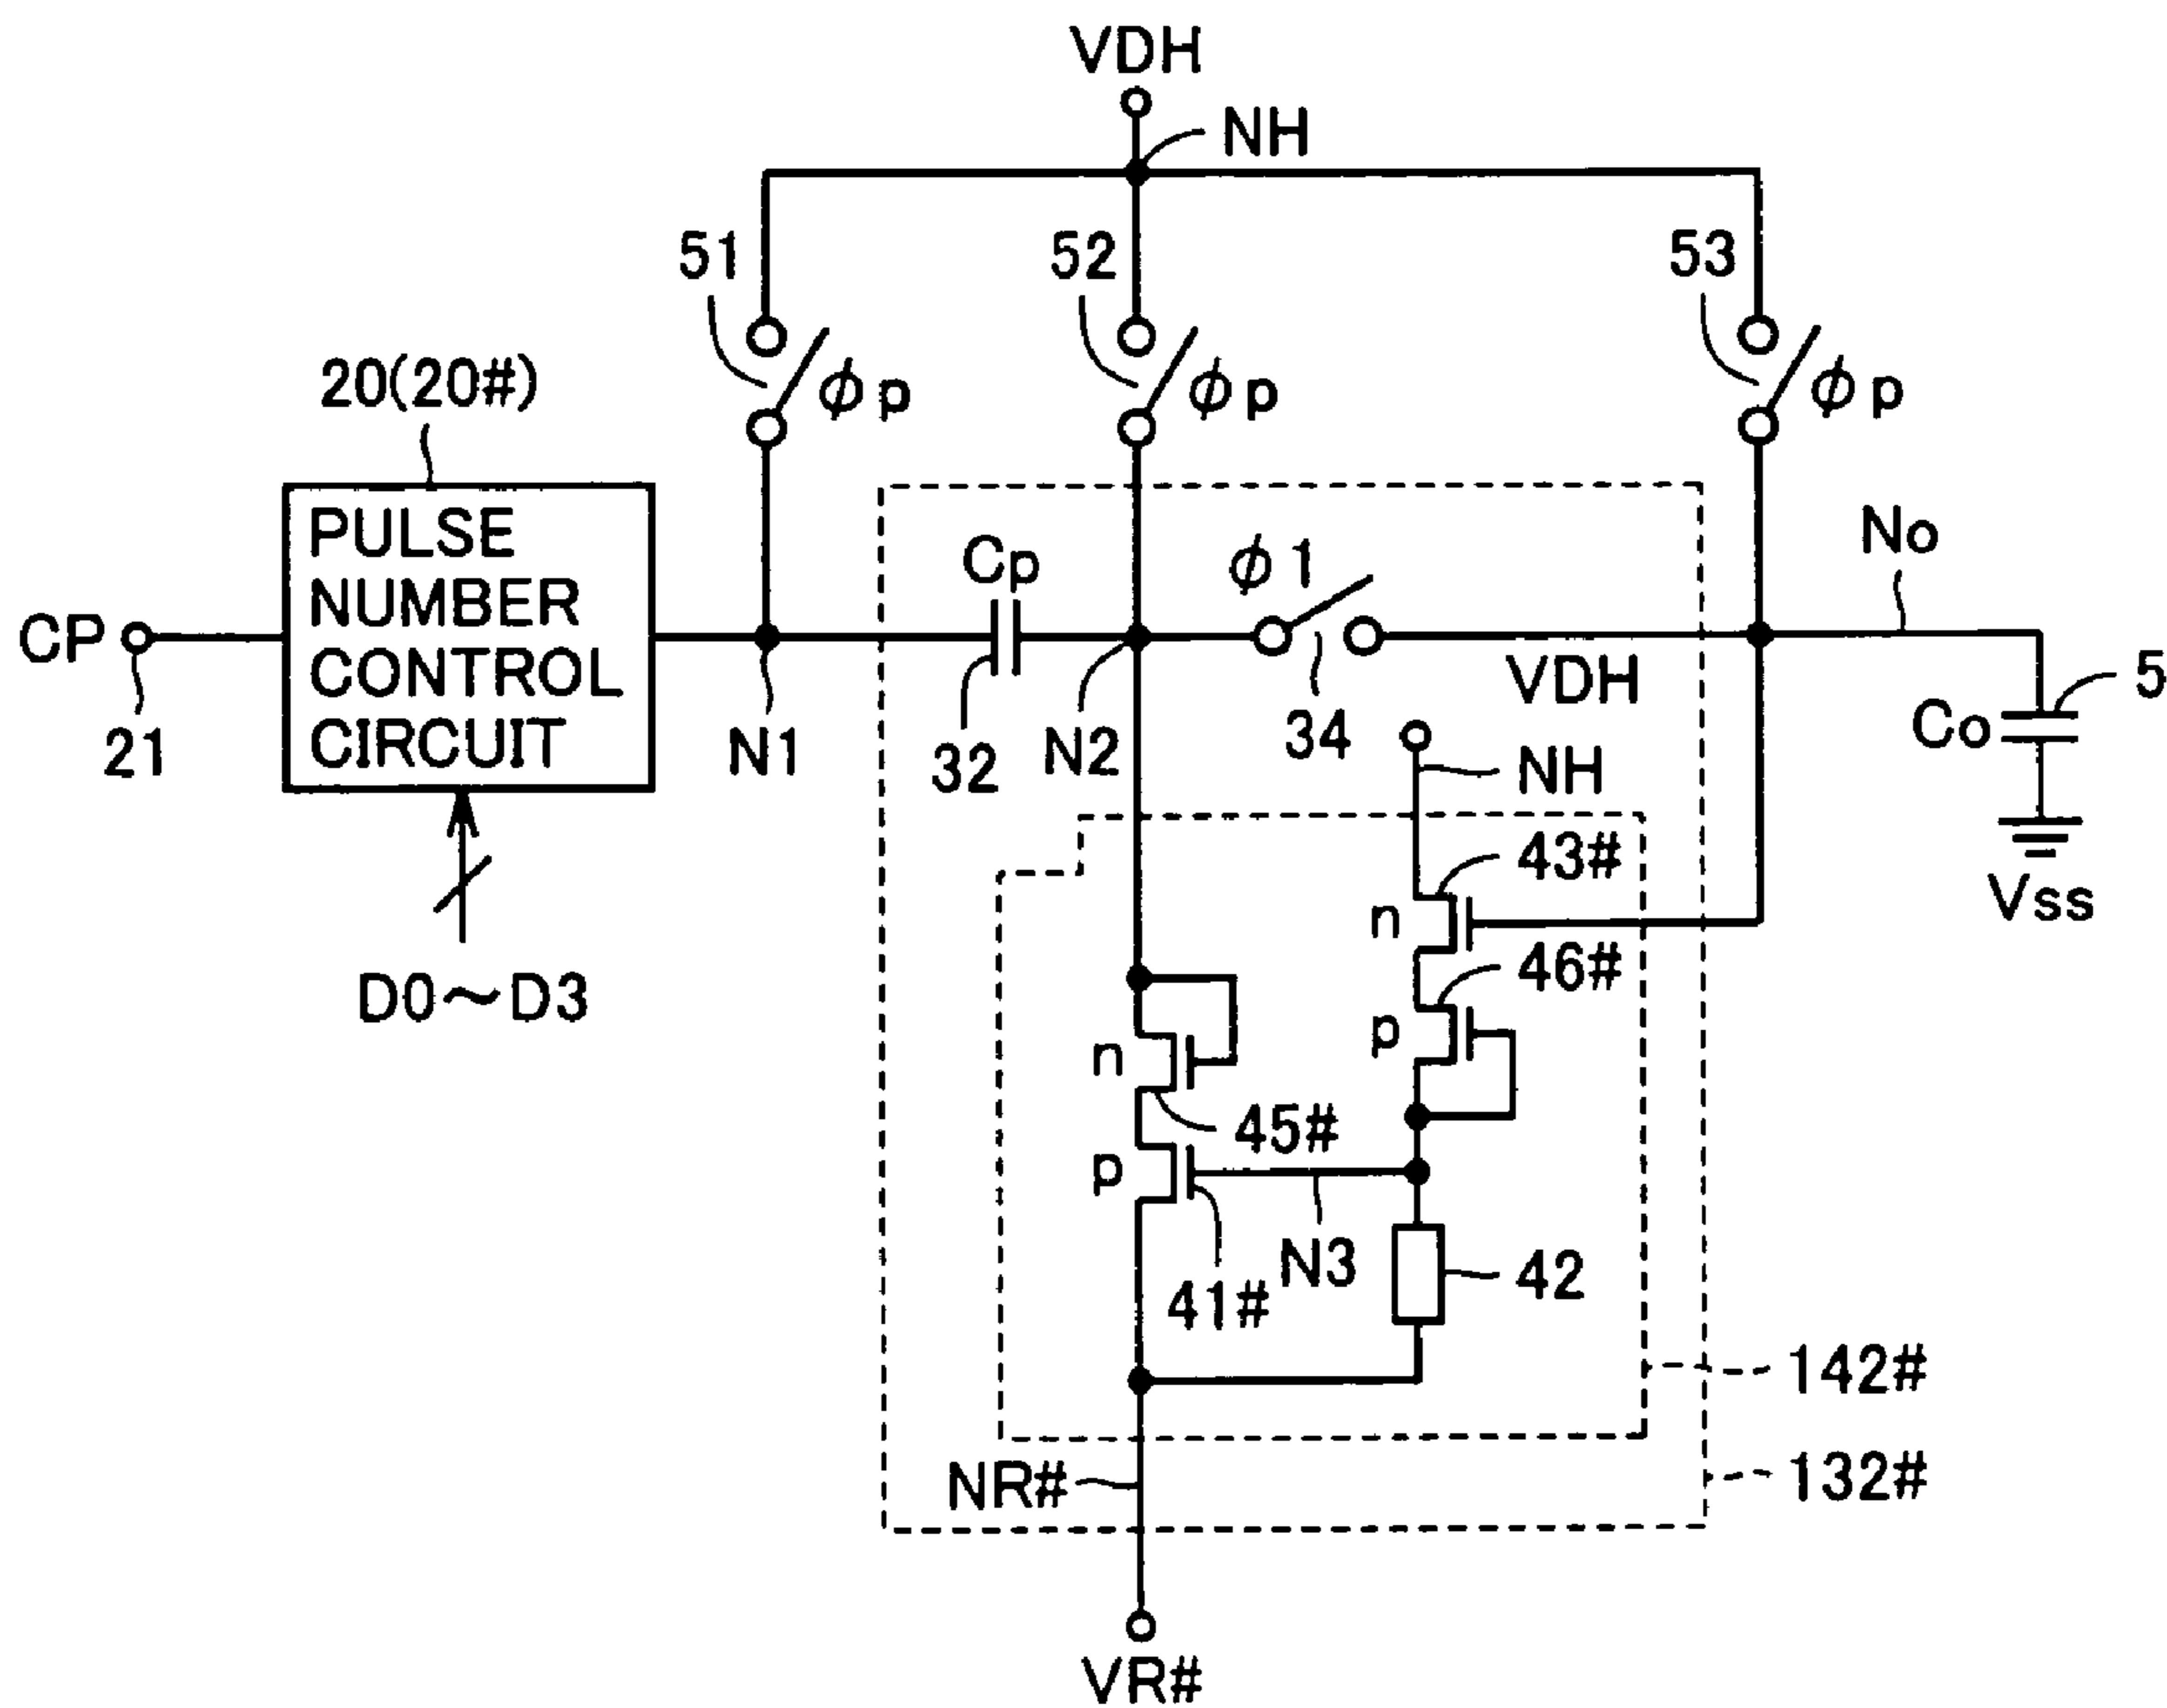 VDH
NH
51
52
53
ϕp
ϕp
ϕp
20(20#)
PULSE
NUMBER
CONTROL
CIRCUIT
CP
21
D0～D3
N1
Cp
32
N2
ϕ1
34
VDH
NH
No
5
Co
Vss
43#
n
46#
p
n
45#
p
41#
N3
42
142#
132#
NR#
VR#